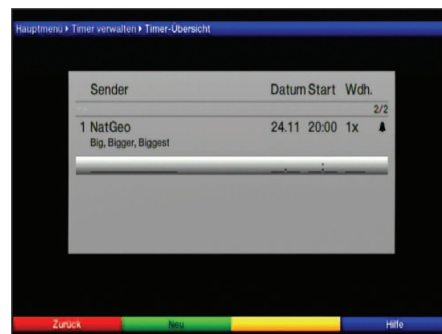 Hauptmenü ▸ Timer verwalten ▸ Timer-Übersicht
Sender Datum Start Wdh.
2/2
1 NatGeo 24.11 20:00 1x
Big, Bigger, Biggest
Zurück Neu Hilfe